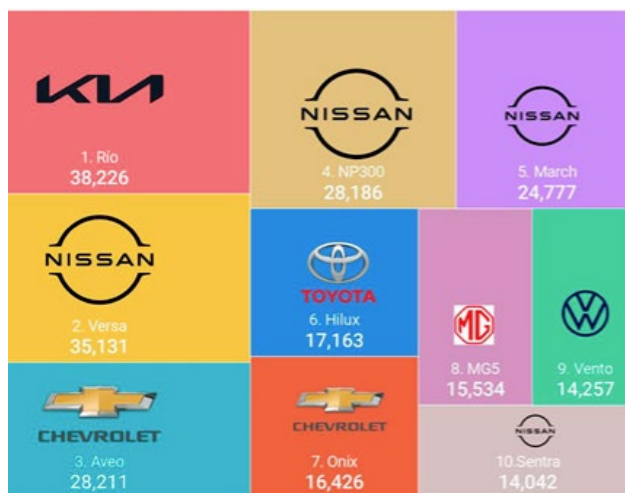 KIA
1. Río
38,226
NISSAN
2. Versa
35,131
CHEVROLET
3. Aveo
28,211
NISSAN
4. NP300
28,186
NISSAN
5. March
24,777
TOYOTA
6. Hilux
17,163
CHEVROLET
7. Onix
16,426
MG
8. MG5
15,534
VW
9. Vento
14,257
NISSAN
10.Sentra
14,042